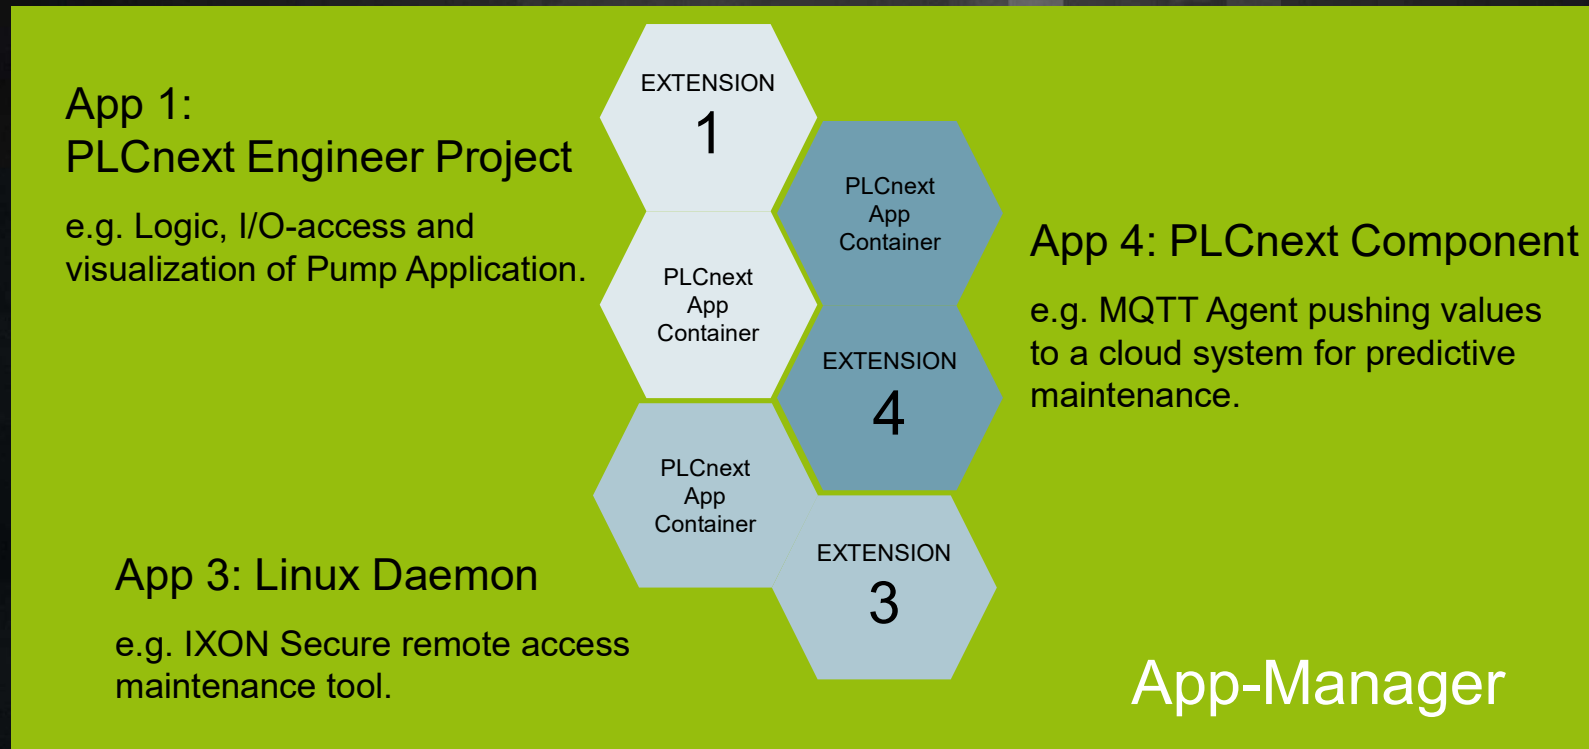 App 1:
PLCnext Engineer Project
e.g. Logic, I/O-access and
visualization of Pump Application.
EXTENSION
1
PLCnext
App
Container
PLCnext
App
Container
EXTENSION
4
App 4: PLCnext Component
e.g. MQTT Agent pushing values
to a cloud system for predictive
maintenance.
PLCnext
App
Container
EXTENSION
3
App 3: Linux Daemon
e.g. IXON Secure remote access
maintenance tool.
App-Manager